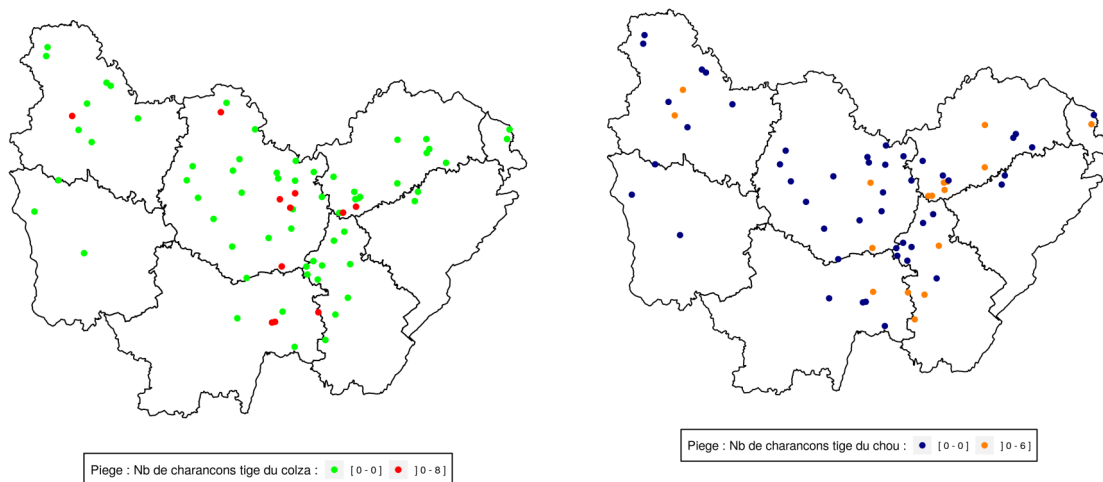 Piege : Nb de charancons tige du colza : [ 0 - 0 ] ] 0 - 8 ]
Piege : Nb de charancons tige du chou : [ 0 - 0 ] ] 0 - 6 ]